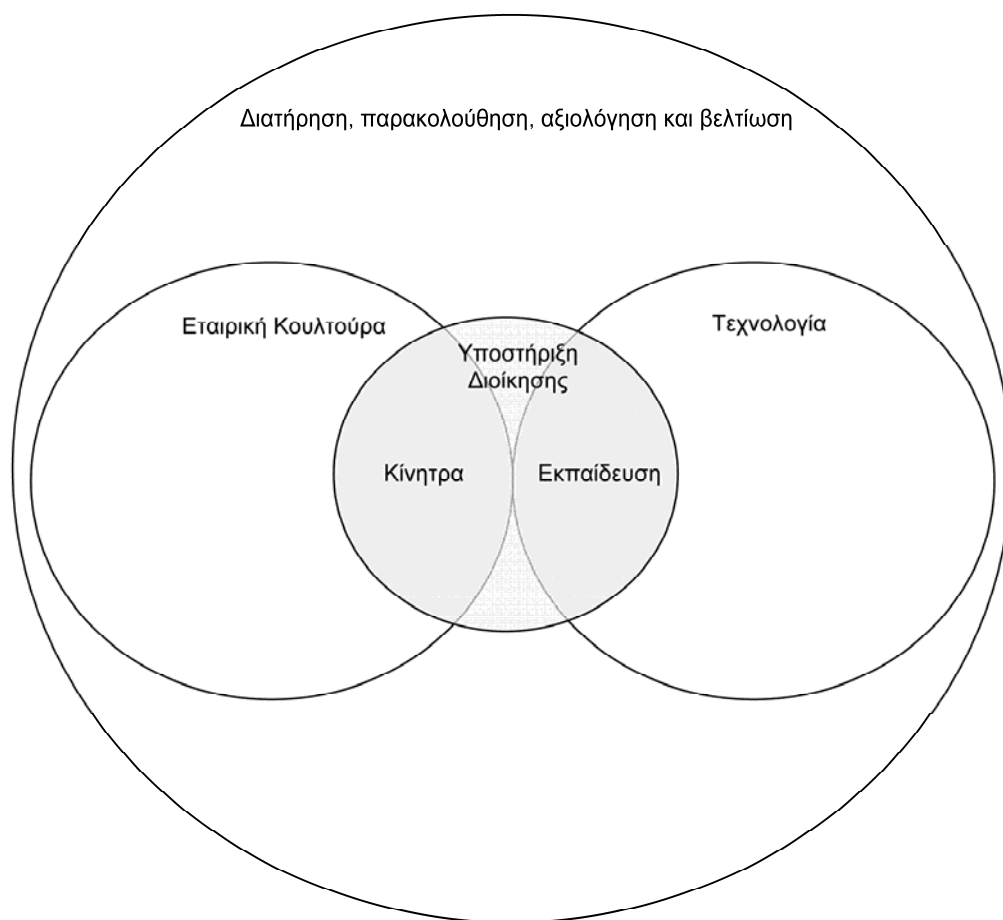 Διατήρηση, παρακολούθηση, αξιολόγηση και βελτίωση
Εταιρική Κουλτούρα
Τεχνολογία
Υποστήριξη
Διοίκησης
Κίνητρα
Εκπαίδευση